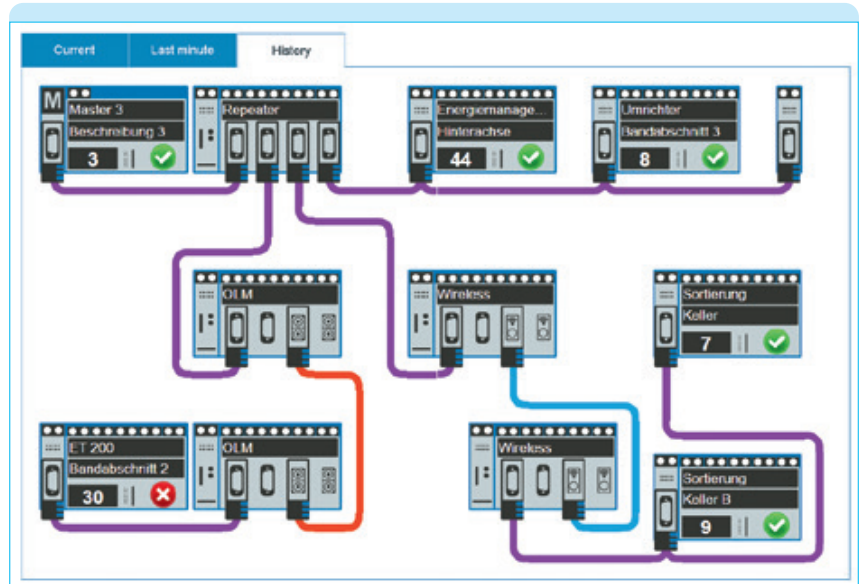 Current
Last minute
History
M
Master 3
Beschreibung 3
3
Repeater
Energiemanage...
Hinterachse
44
Umrichter
Bandabschnitt 3
8
OLM
Wireless
Sortierung
Keller
7
ET 200
Bandabschnitt 2
30
OLM
Wireless
Sortierung
Keller B
9